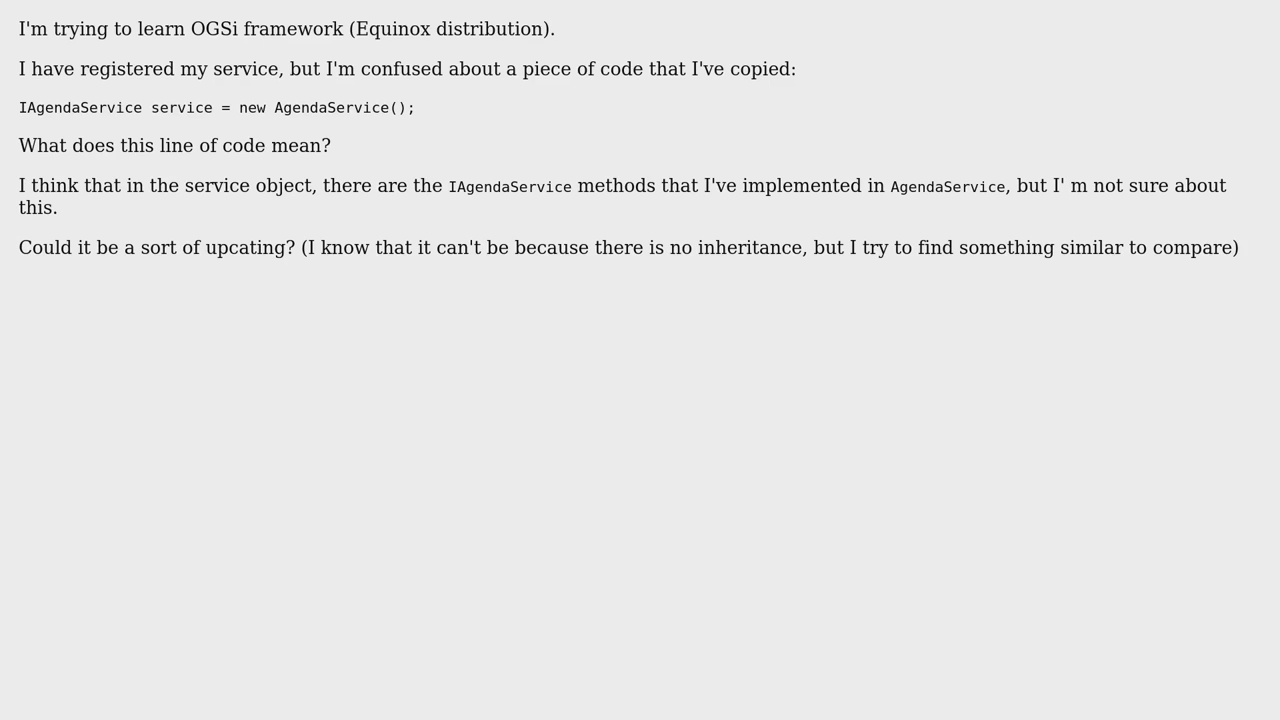 I'm trying to learn OGSi framework (Equinox distribution).
I have registered my service, but I'm confused about a piece of code that I've copied:
IAgendaService service = new AgendaService();
What does this line of code mean?
I think that in the service object, there are the IAgendaService methods that I've implemented in AgendaService, but I' m not sure about
this.
Could it be a sort of upcating? (I know that it can't be because there is no inheritance, but I try to find something similar to compare)